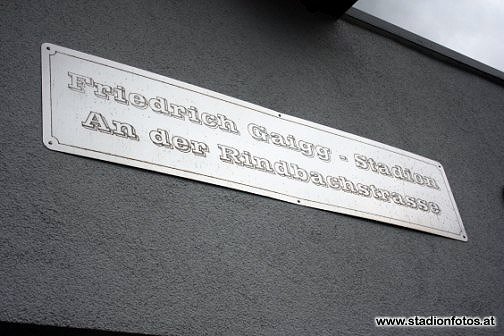 Friedrich Gaigg - Stadion
An der Rindbachstrasse
www.stadionfotos.at